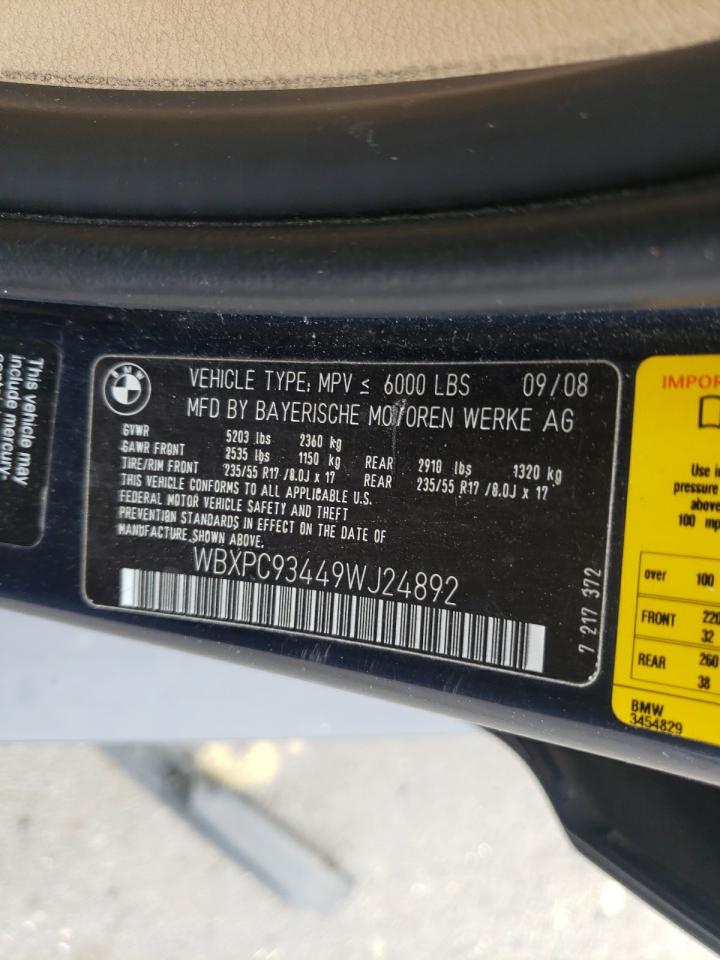 This vehicle may
include mercury-
BMW
VEHICLE TYPE: MPV ≤ 6000 LBS 09/08
MFD BY BAYERISCHE MOTOREN WERKE AG
GVWR 5203 lbs 2360 kg
GAWR FRONT 2535 lbs 1150 kg REAR 2910 lbs 1320 kg
TIRE/RIM FRONT 235/55 R17 /8.0J x 17 REAR 235/55 R17 /8.0J x 17
THIS VEHICLE CONFORMS TO ALL APPLICABLE U.S.
FEDERAL MOTOR VEHICLE SAFETY AND THEFT
PREVENTION STANDARDS IN EFFECT ON THE DATE OF
MANUFACTURE.SHOWN ABOVE.
WBXPC93449WJ24892
7 217 372
IMPOR
Use in
pressure
above
100 mp
over 100
FRONT 220
32
REAR 260
38
BMW
3454829